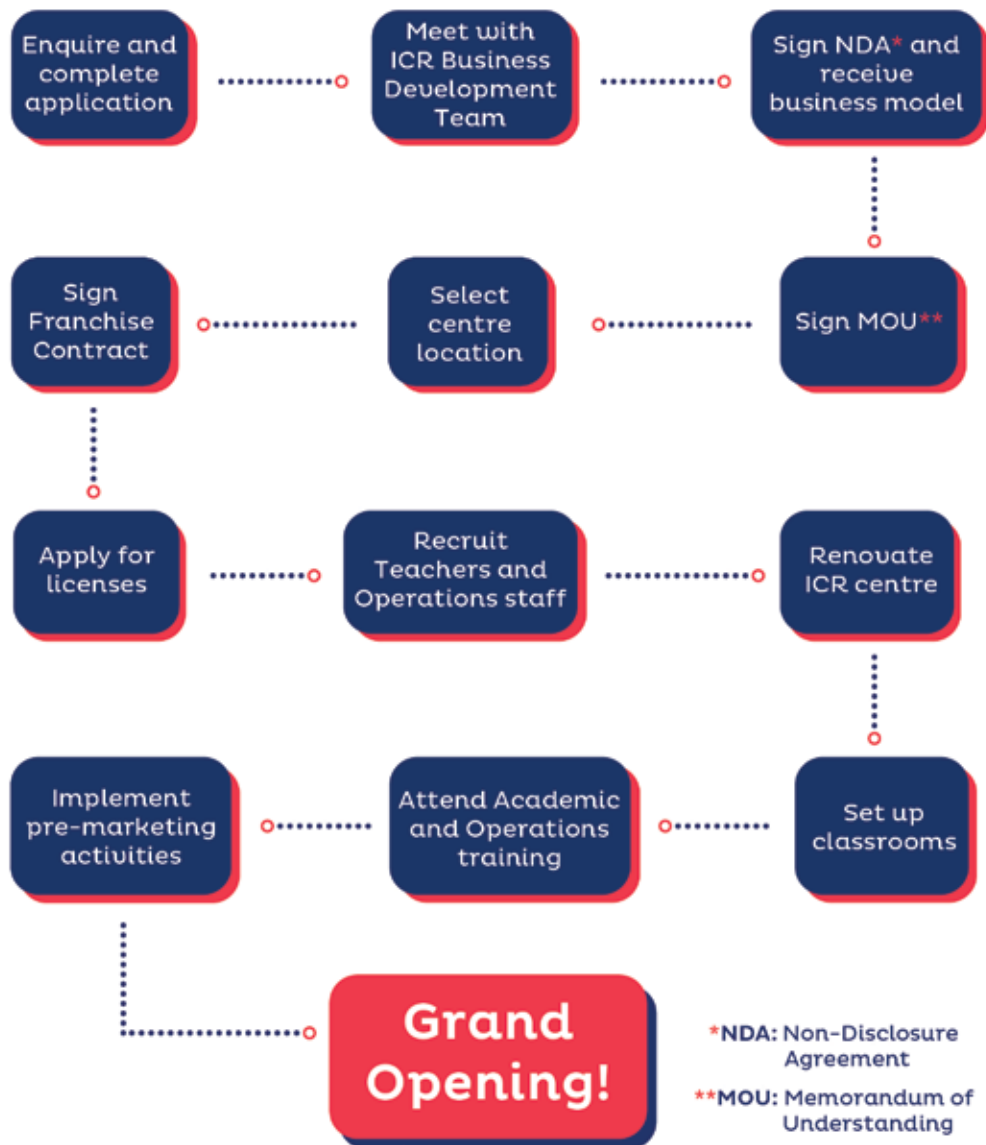 Enquire and
complete
application
Meet with
ICR Business
Development
Team
Sign NDA* and
receive
business model
Sign MOU**
Select
centre
location
Sign
Franchise
Contract
Apply for
licenses
Recruit
Teachers and
Operations staff
Renovate
ICR centre
Set up
classrooms
Attend Academic
and Operations
training
Implement
pre-marketing
activities
Grand
Opening!
*NDA: Non-Disclosure
Agreement
**MOU: Memorandum of
Understanding